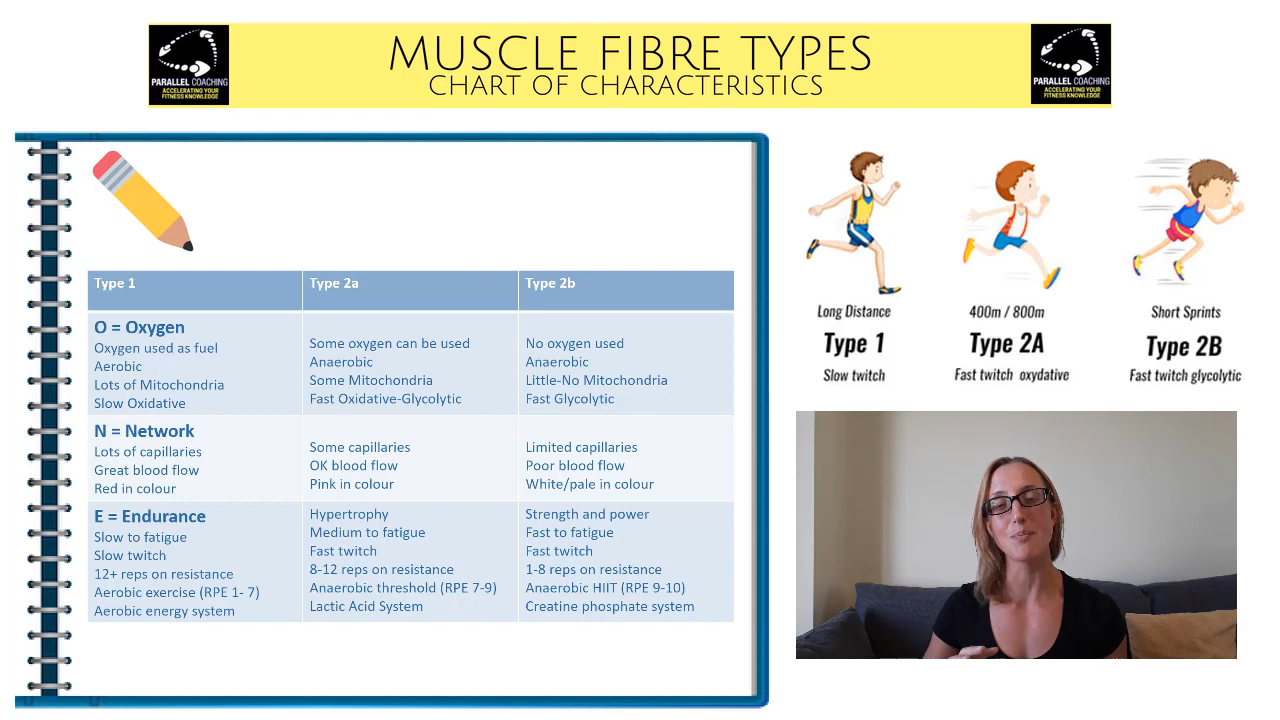 MUSCLE FIBRE TYPES
CHART OF CHARACTERISTICS
PARALLEL COACHING
ACCELERATING YOUR
FITNESS KNOWLEDGE
PARALLEL COACHING
ACCELERATING YOUR
FITNESS KNOWLEDGE
Type 1
Type 2a
Type 2b
O = Oxygen
Oxygen used as fuel
Aerobic
Lots of Mitochondria
Slow Oxidative
Some oxygen can be used
Anaerobic
Some Mitochondria
Fast Oxidative-Glycolytic
No oxygen used
Anaerobic
Little-No Mitochondria
Fast Glycolytic
N = Network
Lots of capillaries
Great blood flow
Red in colour
Some capillaries
OK blood flow
Pink in colour
Limited capillaries
Poor blood flow
White/pale in colour
E = Endurance
Slow to fatigue
Slow twitch
12+ reps on resistance
Aerobic exercise (RPE 1- 7)
Aerobic energy system
Hypertrophy
Medium to fatigue
Fast twitch
8-12 reps on resistance
Anaerobic threshold (RPE 7-9)
Lactic Acid System
Strength and power
Fast to fatigue
Fast twitch
1-8 reps on resistance
Anaerobic HIIT (RPE 9-10)
Creatine phosphate system
Long Distance
Type 1
Slow twitch
400m / 800m
Type 2A
Fast twitch oxydative
Short Sprints
Type 2B
Fast twitch glycolytic